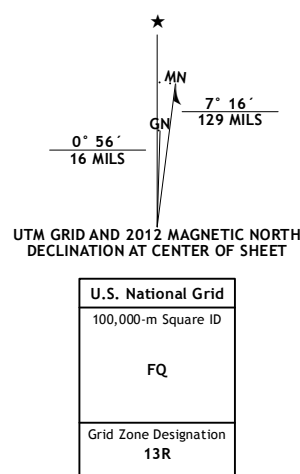 ★
MN
7° 16´
129 MILS
GN
0° 56´
16 MILS
UTM GRID AND 2012 MAGNETIC NORTH
DECLINATION AT CENTER OF SHEET
U.S. National Grid
100,000-m Square ID
FQ
Grid Zone Designation
13R